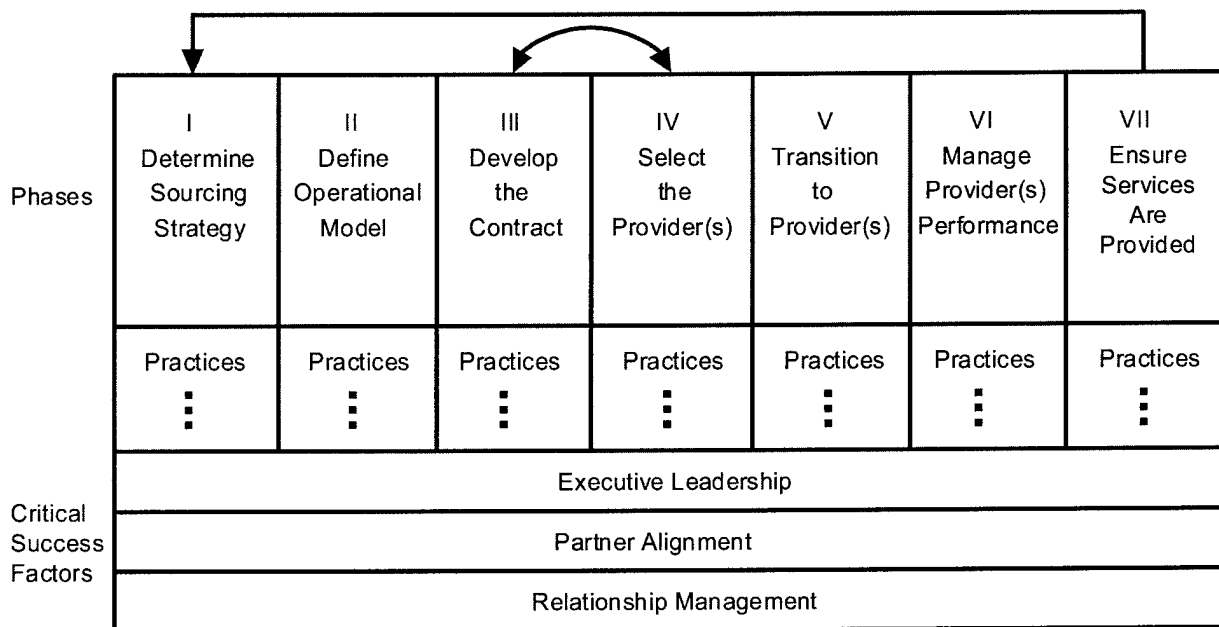 Phases
I
Determine
Sourcing
Strategy
II
Define
Operational
Model
III
Develop
the
Contract
IV
Select
the
Provider(s)
V
Transition
to
Provider(s)
VI
Manage
Provider(s)
Performance
VII
Ensure
Services
Are
Provided
Practices
Practices
Practices
Practices
Practices
Practices
Practices
Critical
Success
Factors
Executive Leadership
Partner Alignment
Relationship Management